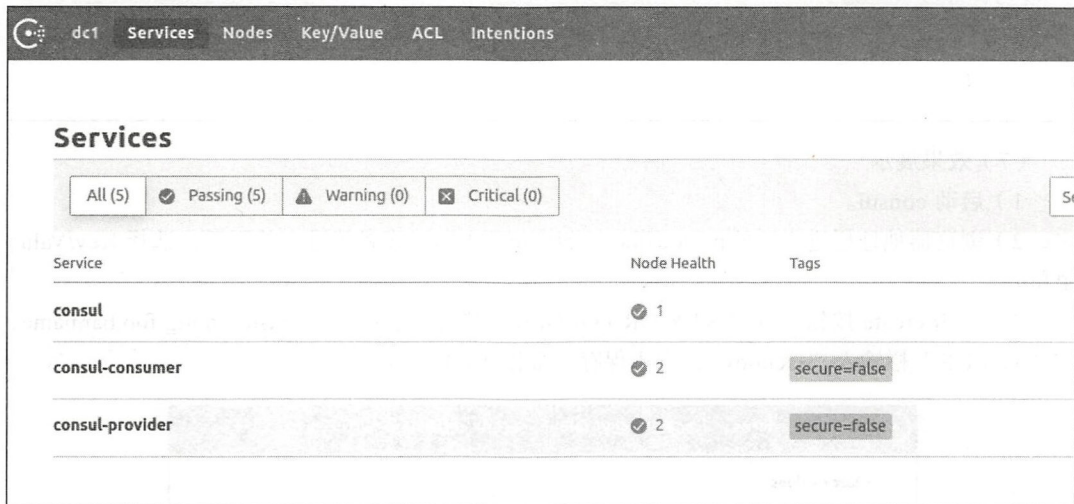 dc1 Services Nodes Key/Value ACL Intentions
Services
All (5) Passing (5) Warning (0) Critical (0)
Service Node Health Tags
consul 1
consul-consumer 2 secure=false
consul-provider 2 secure=false